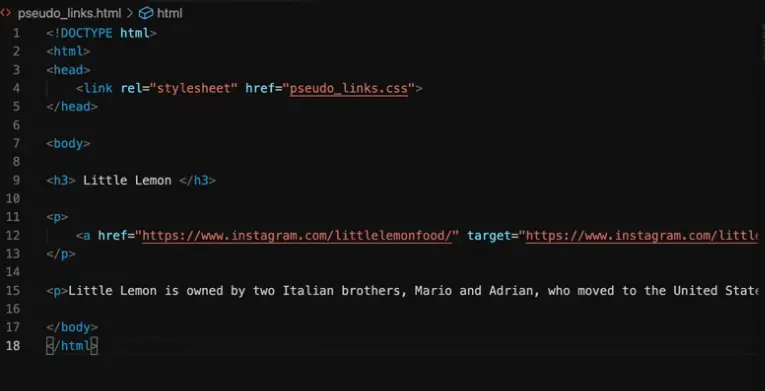 <> pseudo_links.html > html
1 <!DOCTYPE html>
2 <html>
3 <head>
4 <link rel="stylesheet" href="pseudo_links.css">
5 </head>
6
7 <body>
8
9 <h3> Little Lemon </h3>
10
11 <p>
12 <a href="https://www.instagram.com/littlelemonfood/" target="https://www.instagram.com/little
13 </p>
14
15 <p>Little Lemon is owned by two Italian brothers, Mario and Adrian, who moved to the United State
16
17 </body>
18 </html>